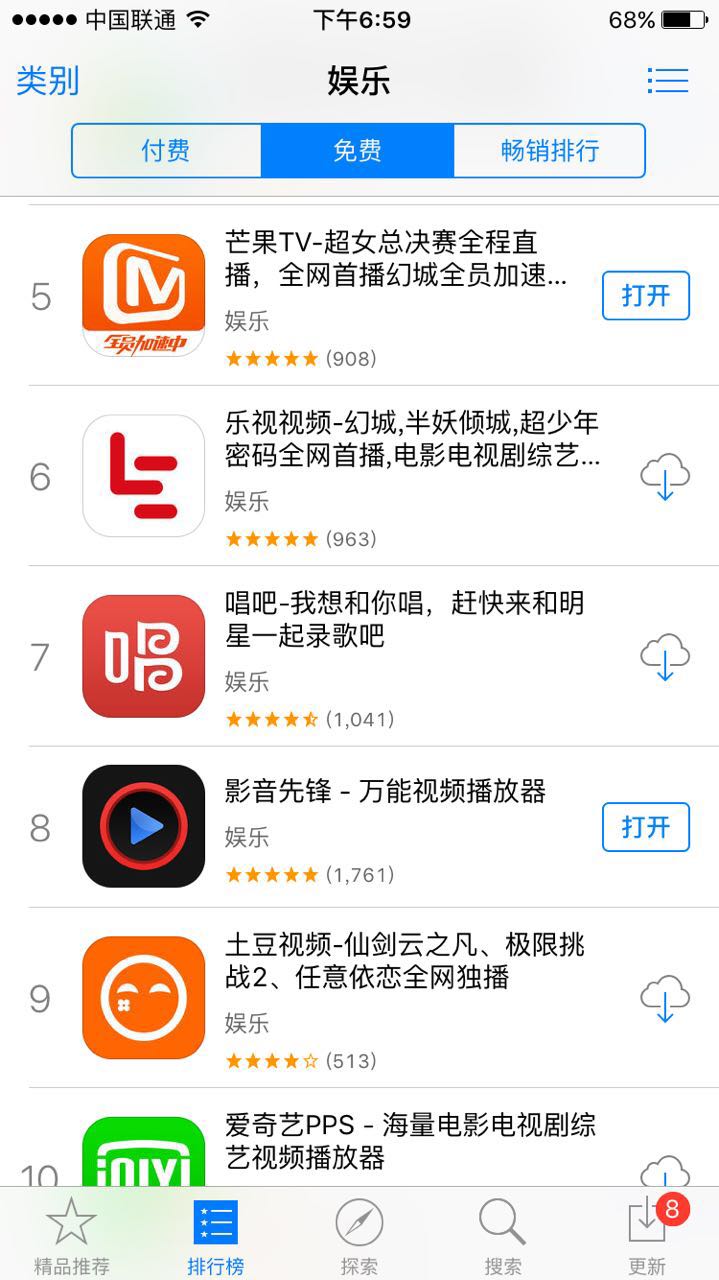 中国联通
下午6:59
68%
类别
娱乐
付费
免费
畅销排行
5
全员加速中
芒果TV-超女总决赛全程直
播，全网首播幻城全员加速...
娱乐
(908)
打开
6
乐视视频-幻城,半妖倾城,超少年
密码全网首播,电影电视剧综艺...
娱乐
(963)
7
唱
唱吧-我想和你唱，赶快来和明
星一起录歌吧
娱乐
(1,041)
8
影音先锋 - 万能视频播放器
娱乐
(1,761)
打开
9
土豆视频-仙剑云之凡、极限挑
战2、任意依恋全网独播
娱乐
(513)
10
iQIYI
爱奇艺PPS - 海量电影电视剧综
艺视频播放器
精品推荐
排行榜
探索
搜索
8
更新